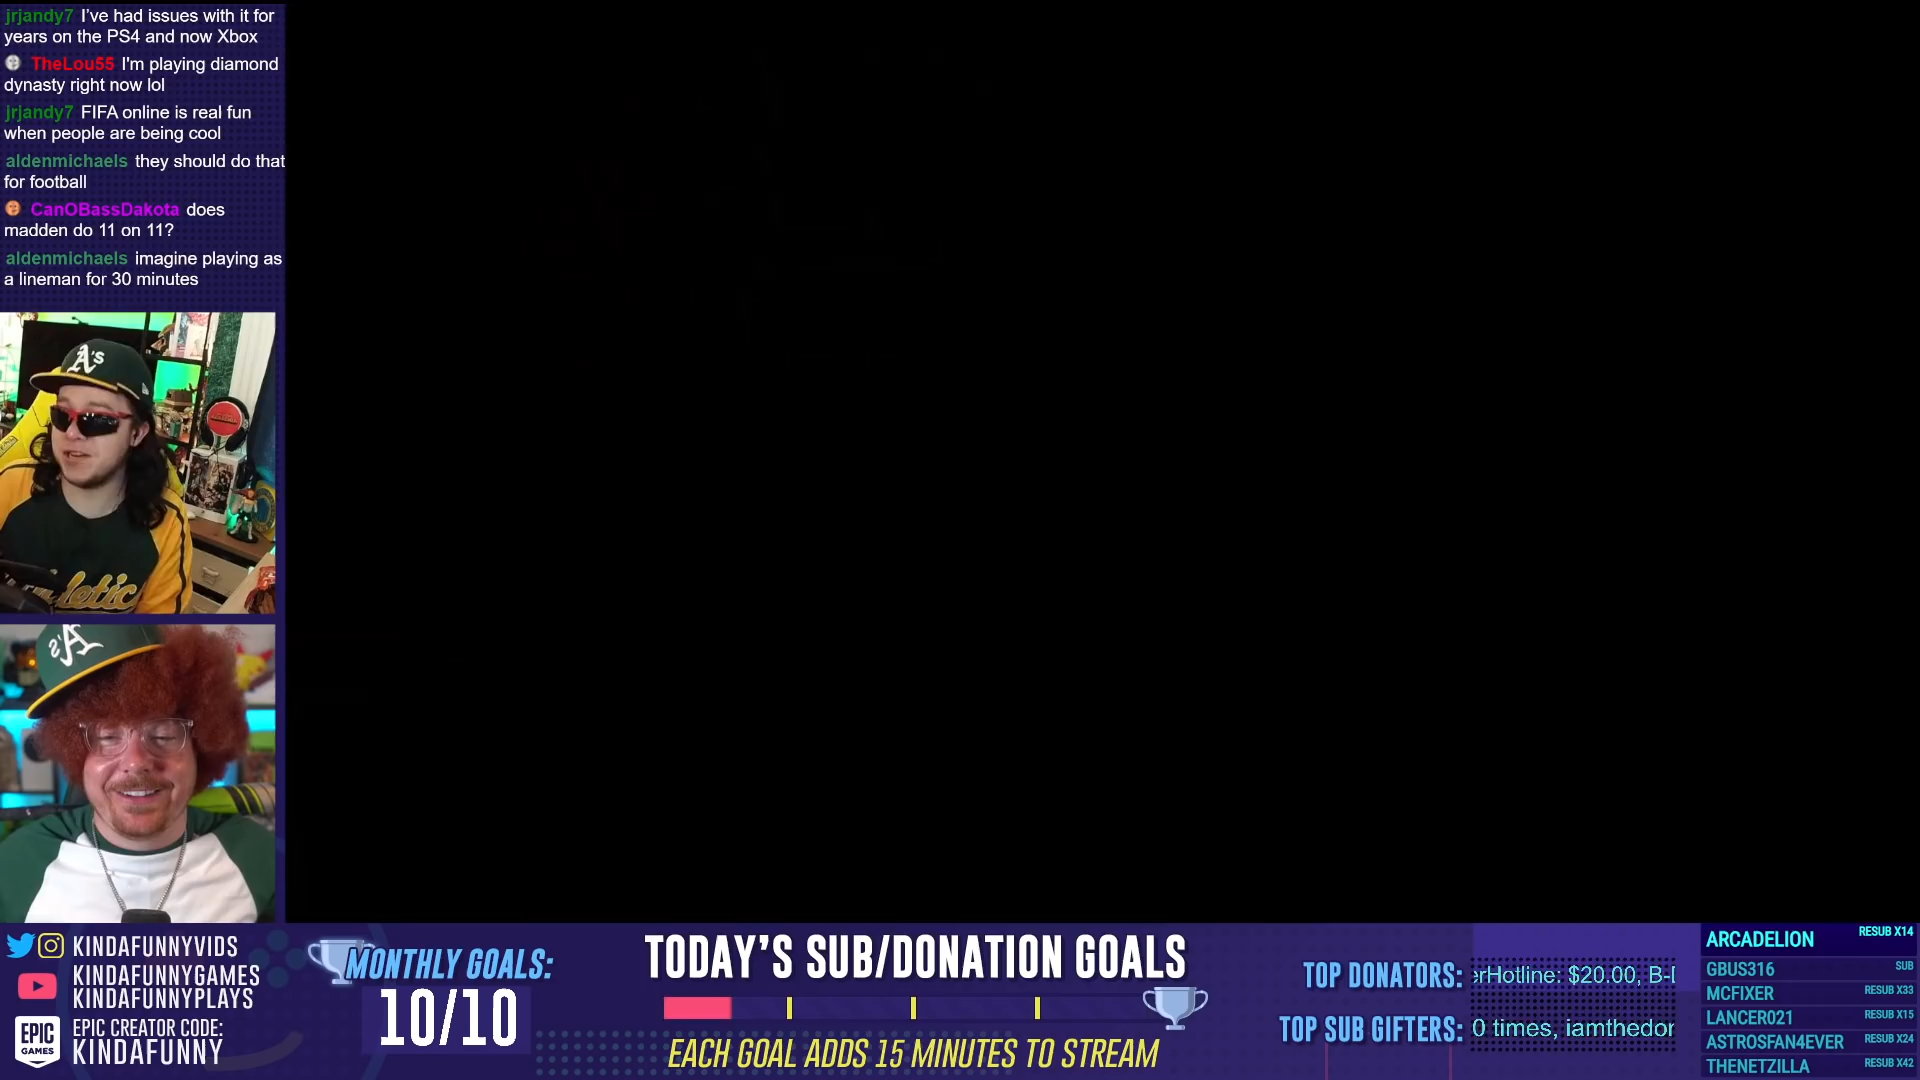 jrjandy7 I've had issues with it for
years on the PS4 and now Xbox
TheLou55 I'm playing diamond
dynasty right now lol
jrjandy7 FIFA online is real fun
when people are being cool
aldenmichaels they should do that
for football
CanOBassDakota does
madden do 11 on 11?
aldenmichaels imagine playing as
a lineman for 30 minutes
A's
A's
KINDAFUNNYVIDS
KINDAFUNNYGAMES
KINDAFUNNYPLAYS
EPIC GAMES
EPIC CREATOR CODE:
KINDAFUNNY
MONTHLY GOALS:
10/10
TODAY'S SUB/DONATION GOALS
EACH GOAL ADDS 15 MINUTES TO STREAM
TOP DONATORS: erHotline: $20.00, B-
TOP SUB GIFTERS: 0 times, iamthedor
ARCADELION RESUB X14
GBUS316 SUB
MCFIXER RESUB X33
LANCER021 RESUB X15
ASTROSFAN4EVER RESUB X24
THENETZILLA RESUB X42